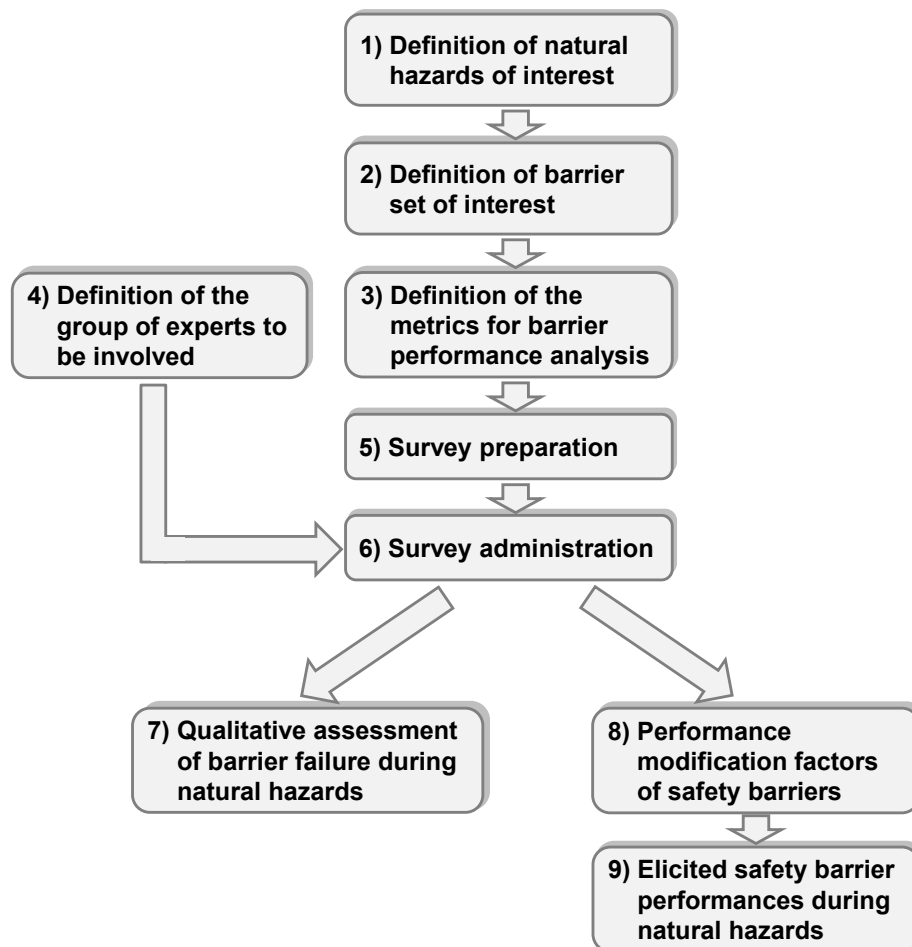 1) Definition of natural
hazards of interest
2) Definition of barrier
set of interest
4) Definition of the
group of experts to
be involved
3) Definition of the
metrics for barrier
performance analysis
5) Survey preparation
6) Survey administration
7) Qualitative assessment
of barrier failure during
natural hazards
8) Performance
modification factors
of safety barriers
9) Elicited safety barrier
performances during
natural hazards